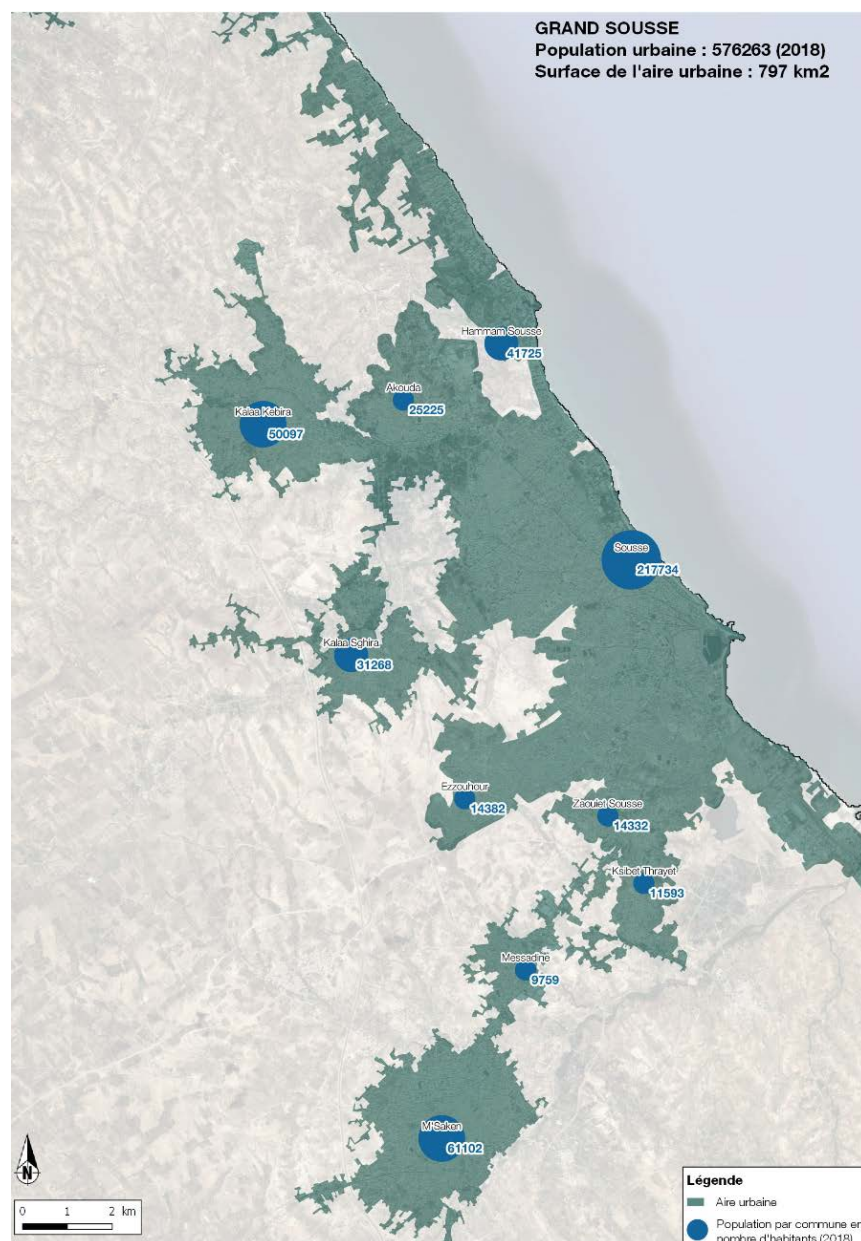 GRAND SOUSSE
Population urbaine : 576263 (2018)
Surface de l'aire urbaine : 797 km2
Hammam Sousse
41725
Akouda
25225
Kalaa Kebira
50097
Sousse
217734
Kalaa Sghira
31268
Ezzouhour
14382
Zaouiet Sousse
14332
Ksibet Thrayet
11593
Messadine
9759
M'Saken
61102
N
0 1 2 km
Légende
Aire urbaine
Population par commune en
nombre d'habitants (2018)